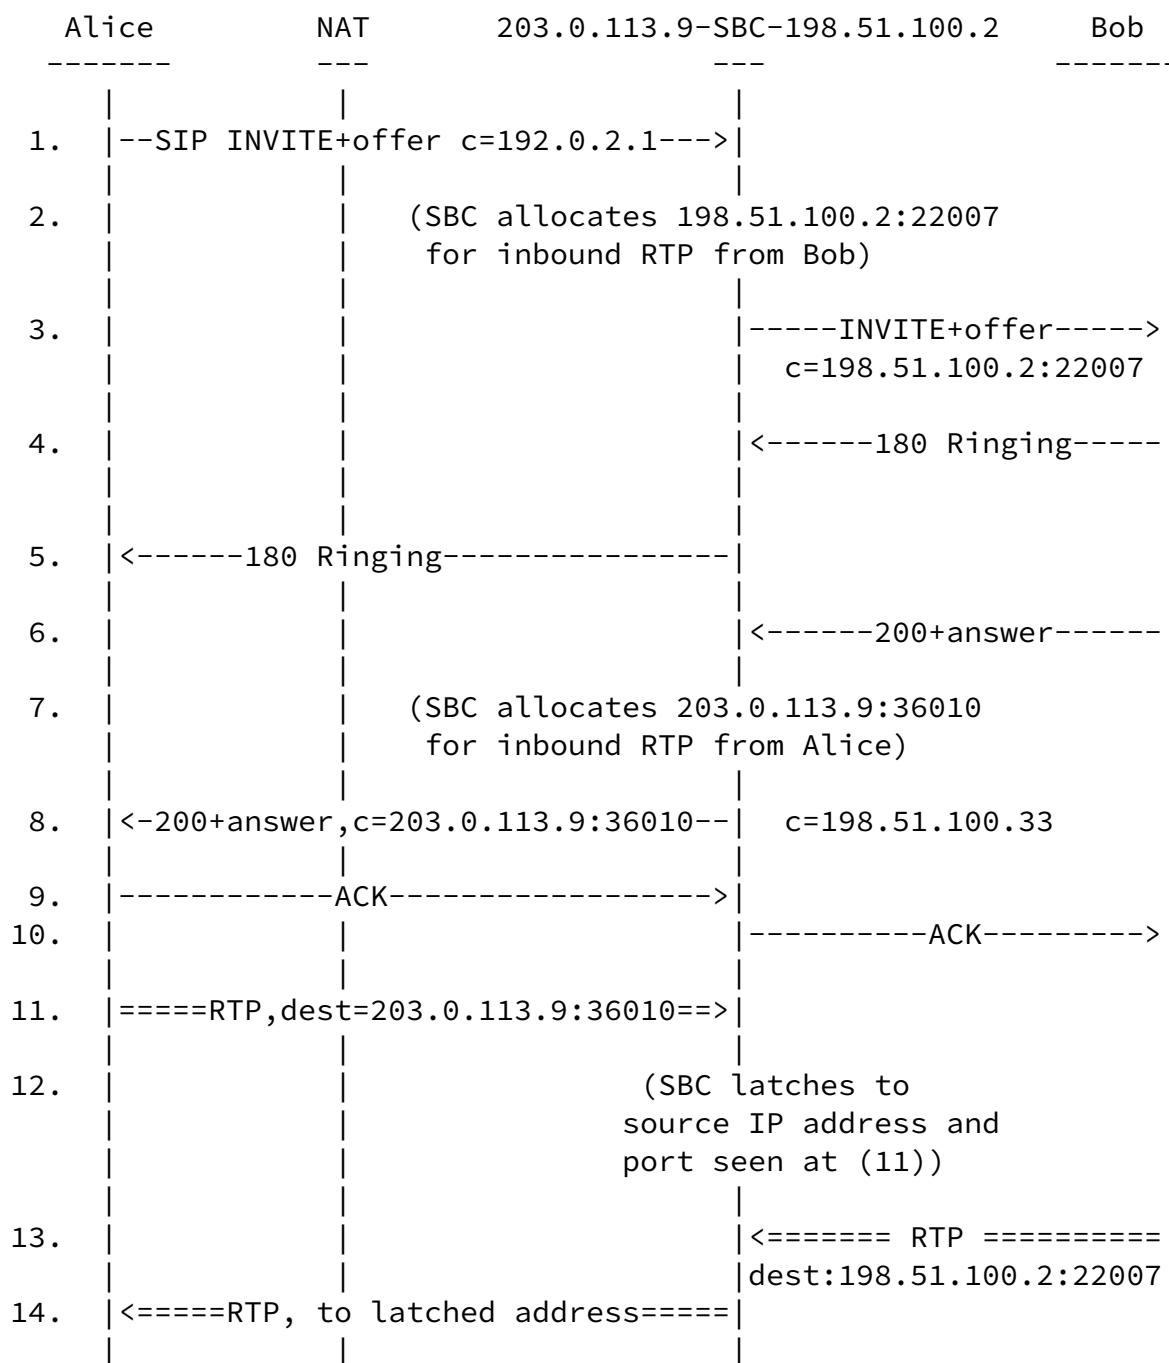 Alice NAT 203.0.113.9-SBC-198.51.100.2 Bob
------- --- --- -------
| | |
1. |--SIP INVITE+offer c=192.0.2.1--->|
| | |
2. | | (SBC allocates 198.51.100.2:22007
| | for inbound RTP from Bob)
| | |
3. | | |-----INVITE+offer----->
| | | c=198.51.100.2:22007
| | |
4. | | |<------180 Ringing-----
| | |
| | |
5. |<------180 Ringing----------------|
| | |
6. | | |<------200+answer------
| | |
7. | | (SBC allocates 203.0.113.9:36010
| | for inbound RTP from Alice)
| | |
8. |<-200+answer,c=203.0.113.9:36010--| c=198.51.100.33
| | |
9. |------------ACK------------------>|
10. | | |----------ACK--------->
| | |
11. |=====RTP,dest=203.0.113.9:36010==>|
| | |
12. | | (SBC latches to
| | source IP address and
| | port seen at (11))
| | |
13. | | |<======= RTP ==========
| | |dest:198.51.100.2:22007
14. |<=====RTP, to latched address=====|
| | |